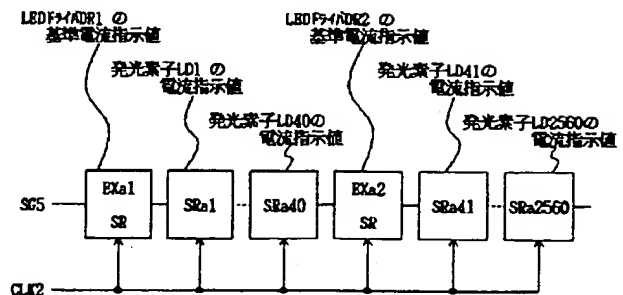 LEDドライバDR1 の
基準電流指示値
発光素子LD1 の
電流指示値
発光素子LD40の
電流指示値
LEDドライバDR2 の
基準電流指示値
発光素子LD41 の
電流指示値
発光素子LD2560の
電流指示値
SG5
EXa1
SR
SRa1
SRa40
EXa2
SR
SRa41
SRa2560
CLK2